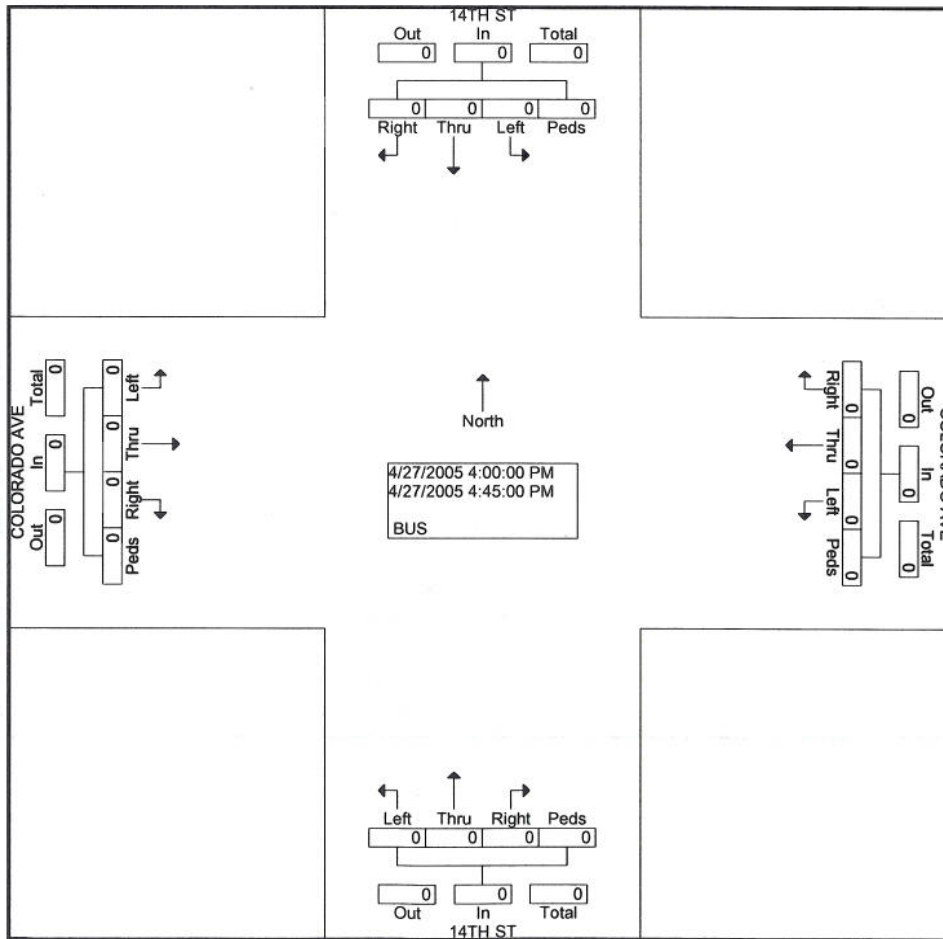 14TH ST
Out In Total
0 0 0
0 0 0 0
Right Thru Left Peds
COLORADO AVE
Total In Out
0 0 0
0 0 0 0
Left Thru Right Peds
North
4/27/2005 4:00:00 PM
4/27/2005 4:45:00 PM
BUS
Right Thru Left Peds
0 0 0 0
0 0 0
Out In Total
Left Thru Right Peds
0 0 0 0
0 0 0
Out In Total
14TH ST